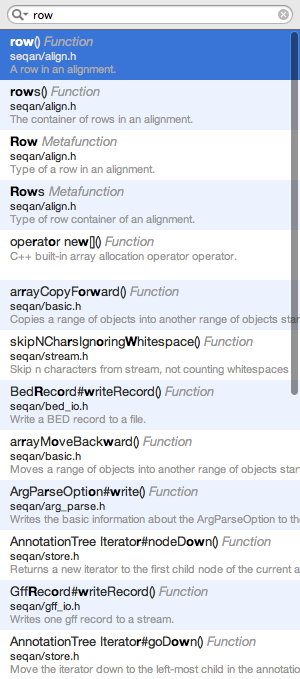 row
row() Function
seqan/align.h
A row in an alignment.
rows() Function
seqan/align.h
The container of rows in an alignment.
Row Metafunction
seqan/align.h
Type of a row in an alignment.
Rows Metafunction
seqan/align.h
Type of row container of an alignment.
operator new[]() Function
C++ built-in array allocation operator operator.
arrayCopyForward() Function
seqan/basic.h
Copies a range of objects into another range of objects star
skipNCharsIgnoringWhitespace() Function
seqan/stream.h
Skip n characters from stream, not counting whitespaces
BedRecord#writeRecord() Function
seqan/bed_io.h
Write a BED record to a file.
arrayMoveBackward() Function
seqan/basic.h
Moves a range of objects into another range of objects star
ArgParseOption#write() Function
seqan/arg_parse.h
Writes the basic information about the ArgParseOption to the
AnnotationTree Iterator#nodeDown() Function
seqan/store.h
Returns a new iterator to the first child node of the current a
GffRecord#writeRecord() Function
seqan/gff_io.h
Writes one gff record to a stream.
AnnotationTree Iterator#goDown() Function
seqan/store.h
Move the iterator down to the left-most child in the annotation